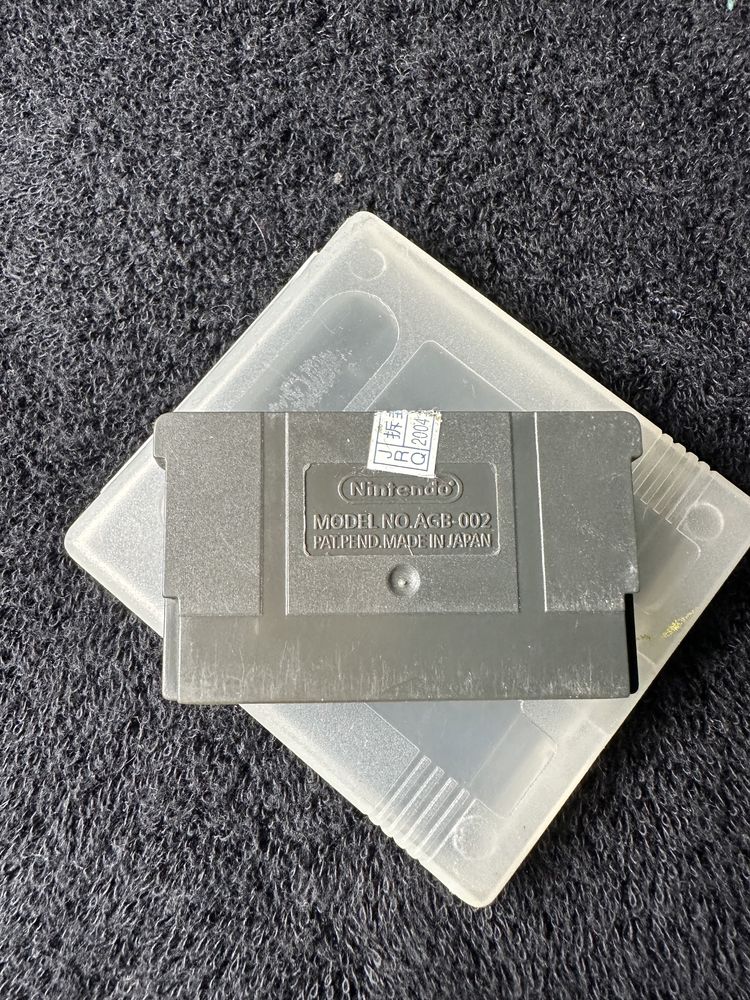 J 拆
R
Q 2004
Nintendo
MODEL NO.AGB-002
PAT.PEND.MADE IN JAPAN